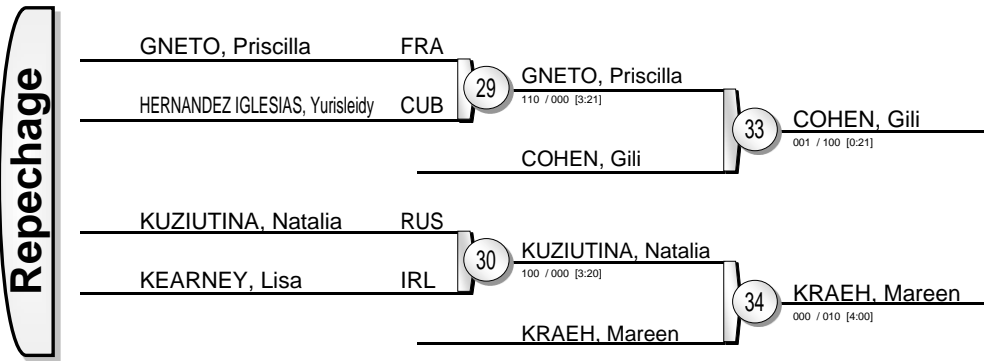 Repechage
GNETO, Priscilla FRA
HERNANDEZ IGLESIAS, Yurisleidy CUB
29
GNETO, Priscilla
110 / 000 [3:21]
COHEN, Gili
33
COHEN, Gili
001 / 100 [0:21]
KUZIUTINA, Natalia RUS
KEARNEY, Lisa IRL
30
KUZIUTINA, Natalia
100 / 000 [3:20]
KRAEH, Mareen
34
KRAEH, Mareen
000 / 010 [4:00]